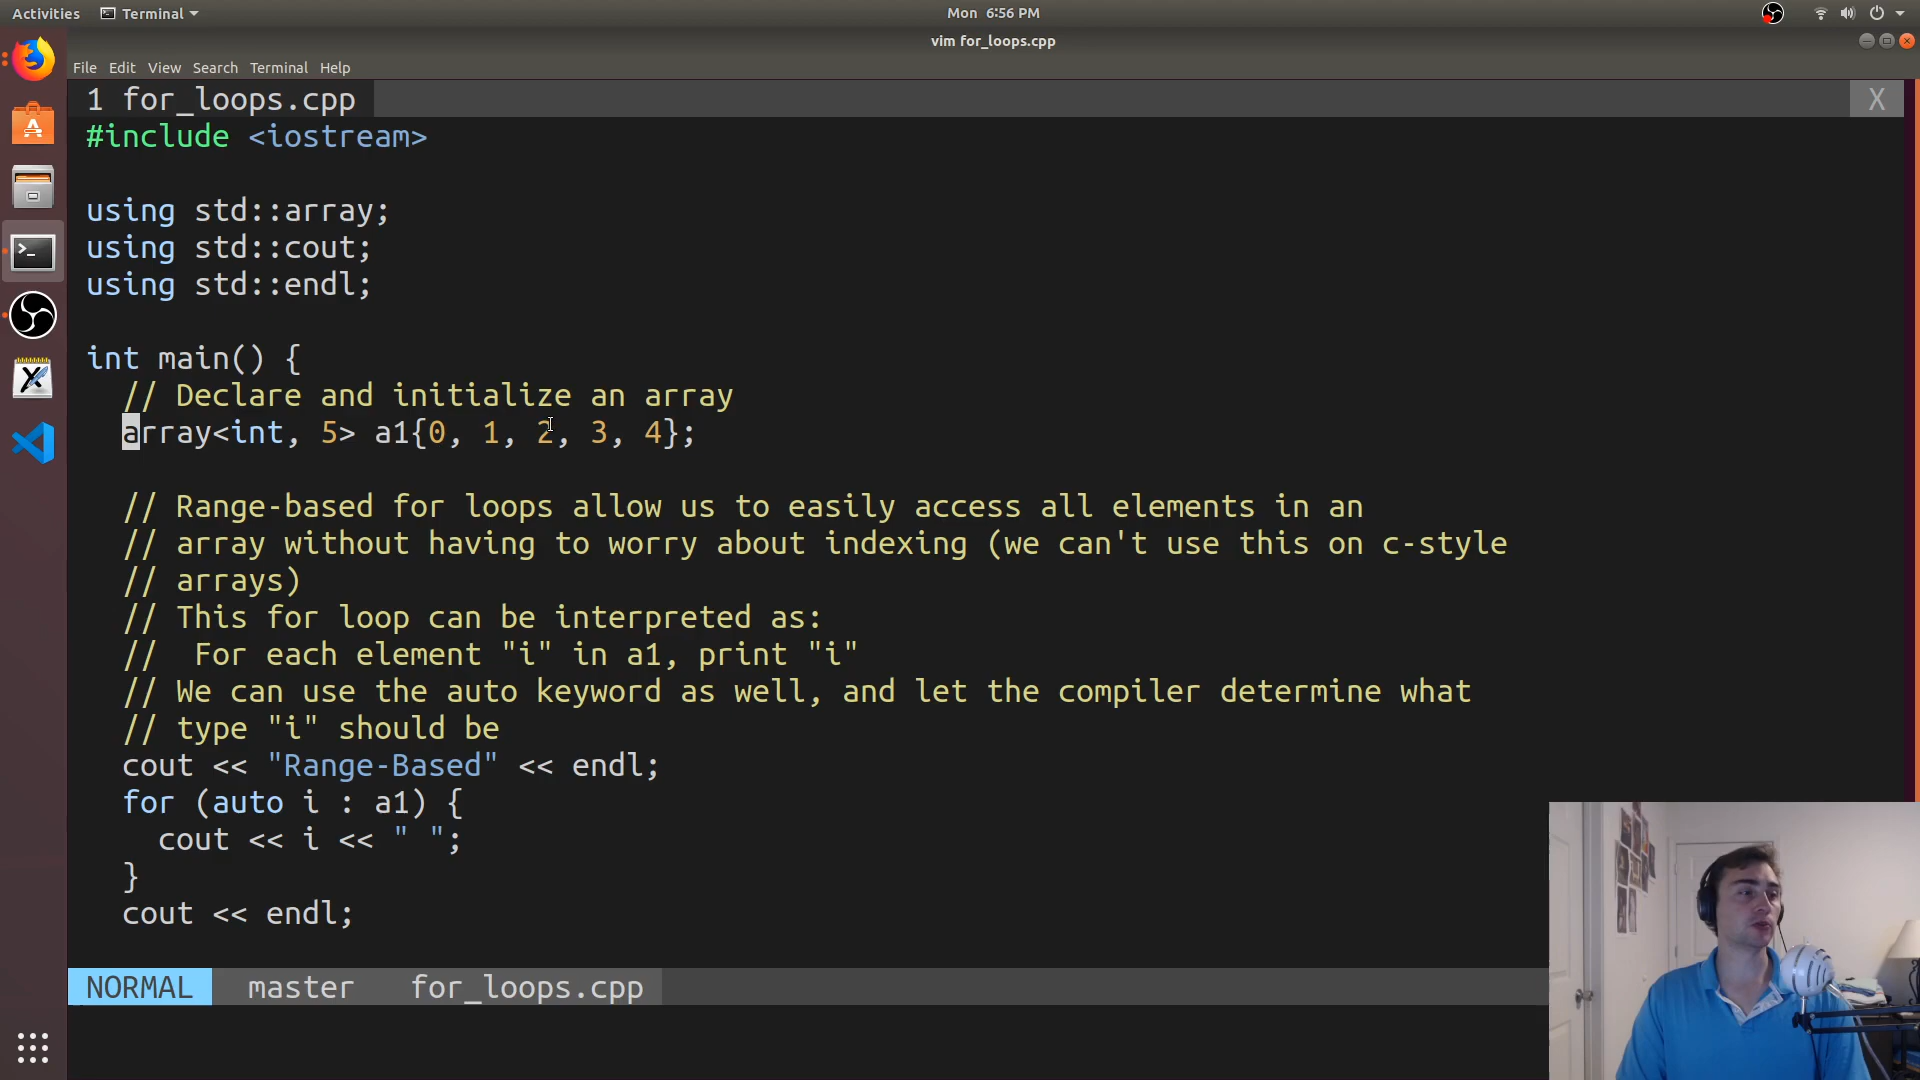 Activities Terminal Mon 6:56 PM
vim for_loops.cpp
File Edit View Search Terminal Help
1 for_loops.cpp X
#include <iostream>
using std::array;
using std::cout;
using std::endl;
int main() {
// Declare and initialize an array
array<int, 5> a1{0, 1, 2, 3, 4};
// Range-based for loops allow us to easily access all elements in an
// array without having to worry about indexing (we can't use this on c-style
// arrays)
// This for loop can be interpreted as:
//  For each element "i" in a1, print "i"
// We can use the auto keyword as well, and let the compiler determine what
// type "i" should be
cout << "Range-Based" << endl;
for (auto i : a1) {
cout << i << " ";
}
cout << endl;
NORMAL master for_loops.cpp